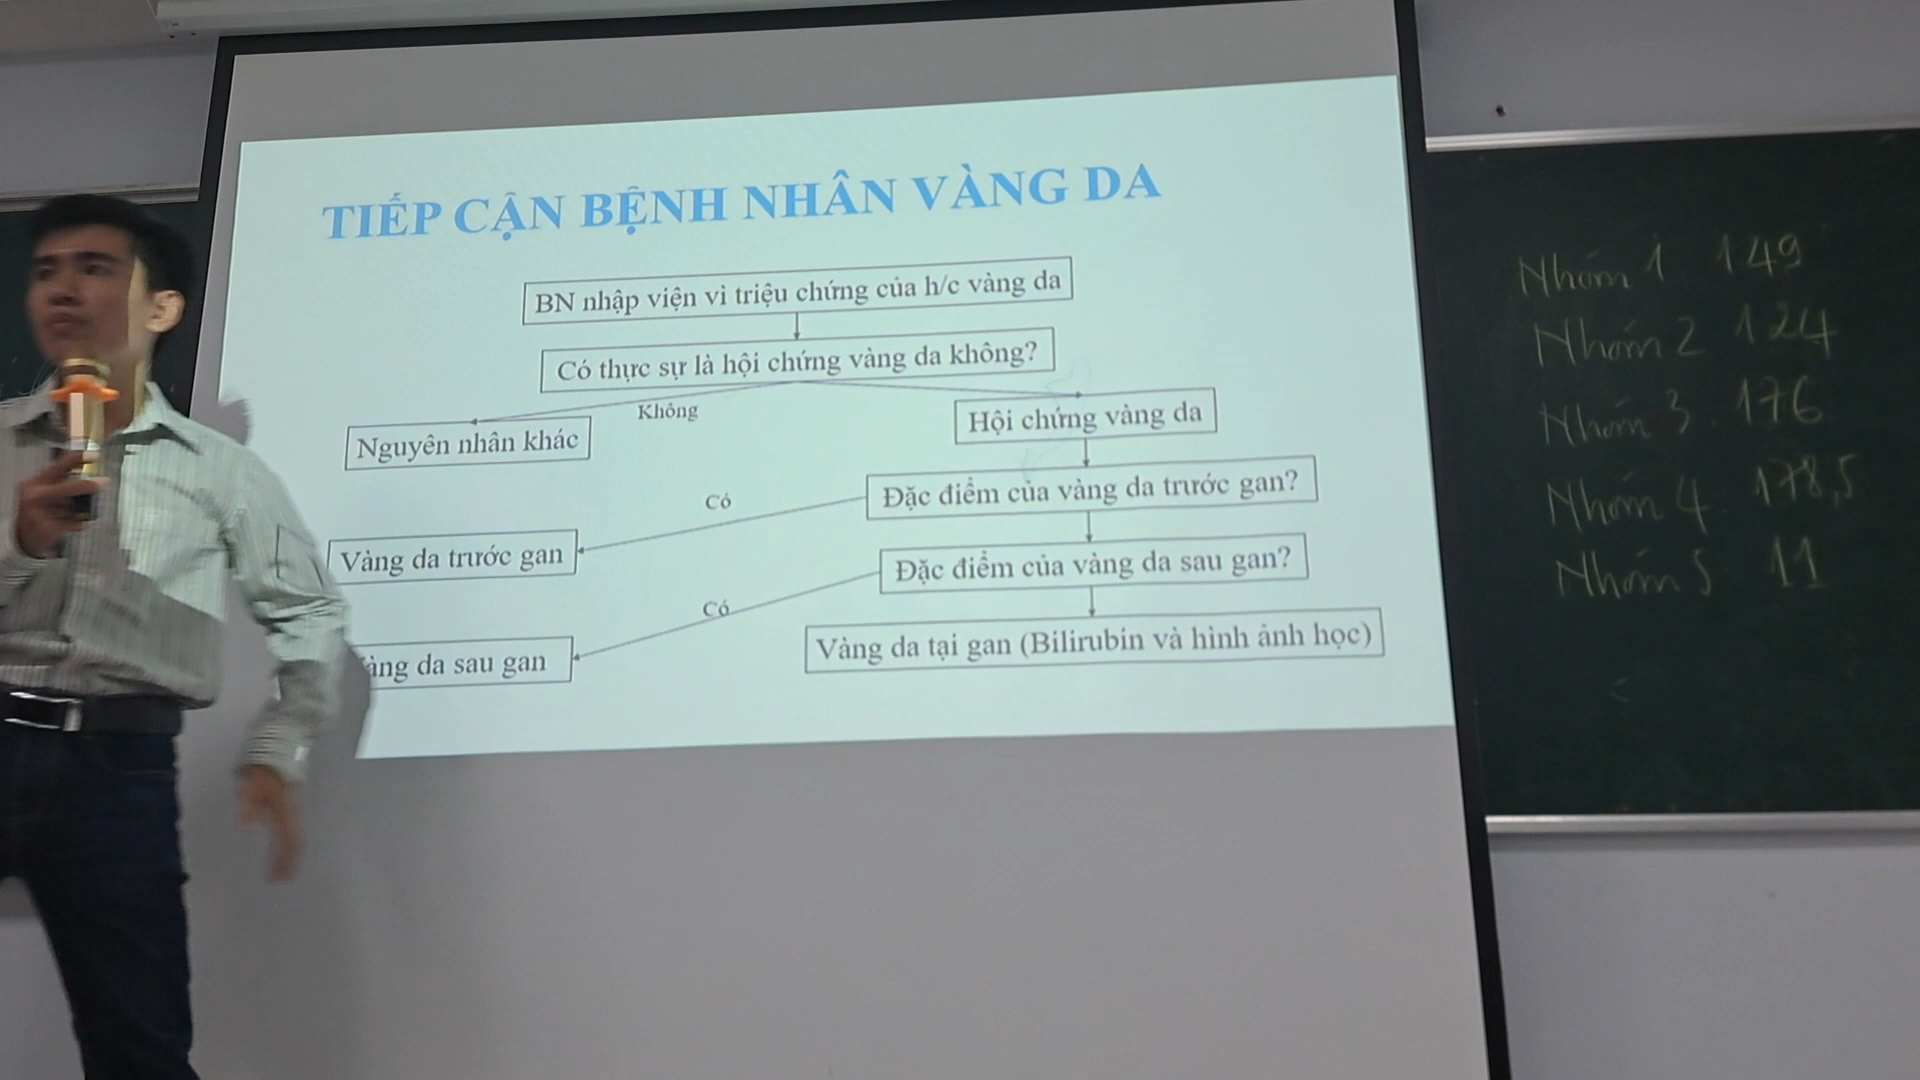 TIẾP CẬN BỆNH NHÂN VÀNG DA
BN nhập viện vì triệu chứng của h/c vàng da
Có thực sự là hội chứng vàng da không?
Không
Nguyên nhân khác
Hội chứng vàng da
Đặc điểm của vàng da trước gan?
Có
Vàng da trước gan
Đặc điểm của vàng da sau gan?
Có
àng da sau gan
Vàng da tại gan (Bilirubin và hình ảnh học)
Nhóm 1 149
Nhóm 2 124
Nhóm 3. 176
Nhóm 4. 178,5
Nhóm 5 11